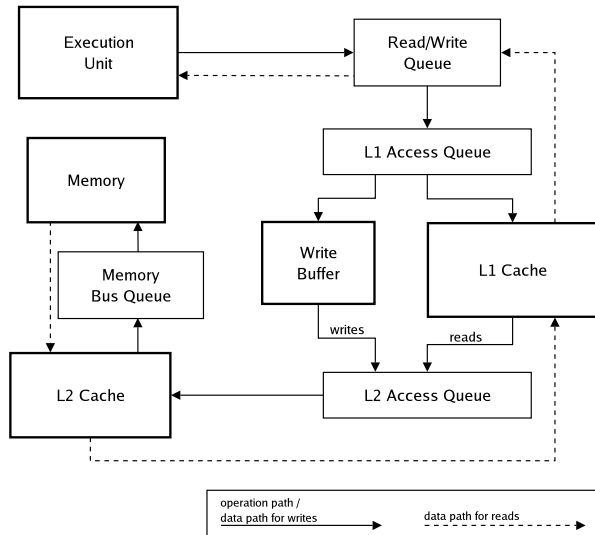 Execution
Unit
Read/Write
Queue
L1 Access Queue
Memory
Write
Buffer
L1 Cache
Memory
Bus Queue
writes
reads
L2 Cache
L2 Access Queue
operation path /
data path for writes
data path for reads